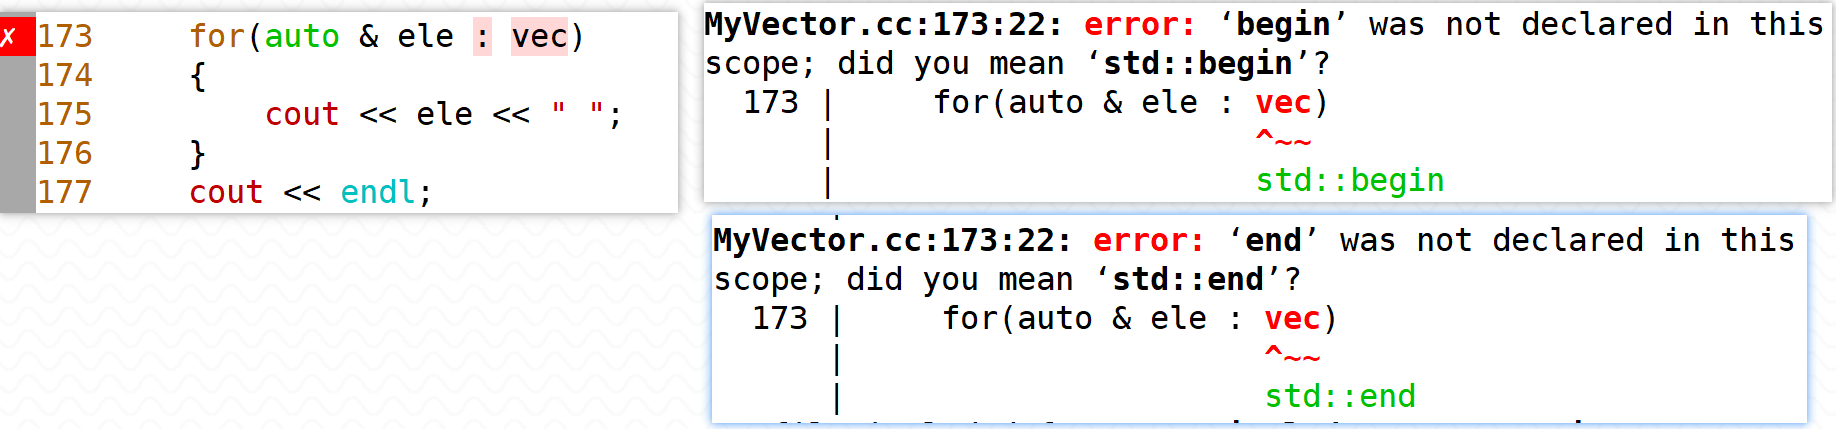 ✗ 173 for(auto & ele : vec)
174 {
175 cout << ele << " ";
176 }
177 cout << endl;
MyVector.cc:173:22: error: ‘begin’ was not declared in this
scope; did you mean ‘std::begin’?
173 | for(auto & ele : vec)
| ^~~
| std::begin
MyVector.cc:173:22: error: ‘end’ was not declared in this
scope; did you mean ‘std::end’?
173 | for(auto & ele : vec)
| ^~~
| std::end